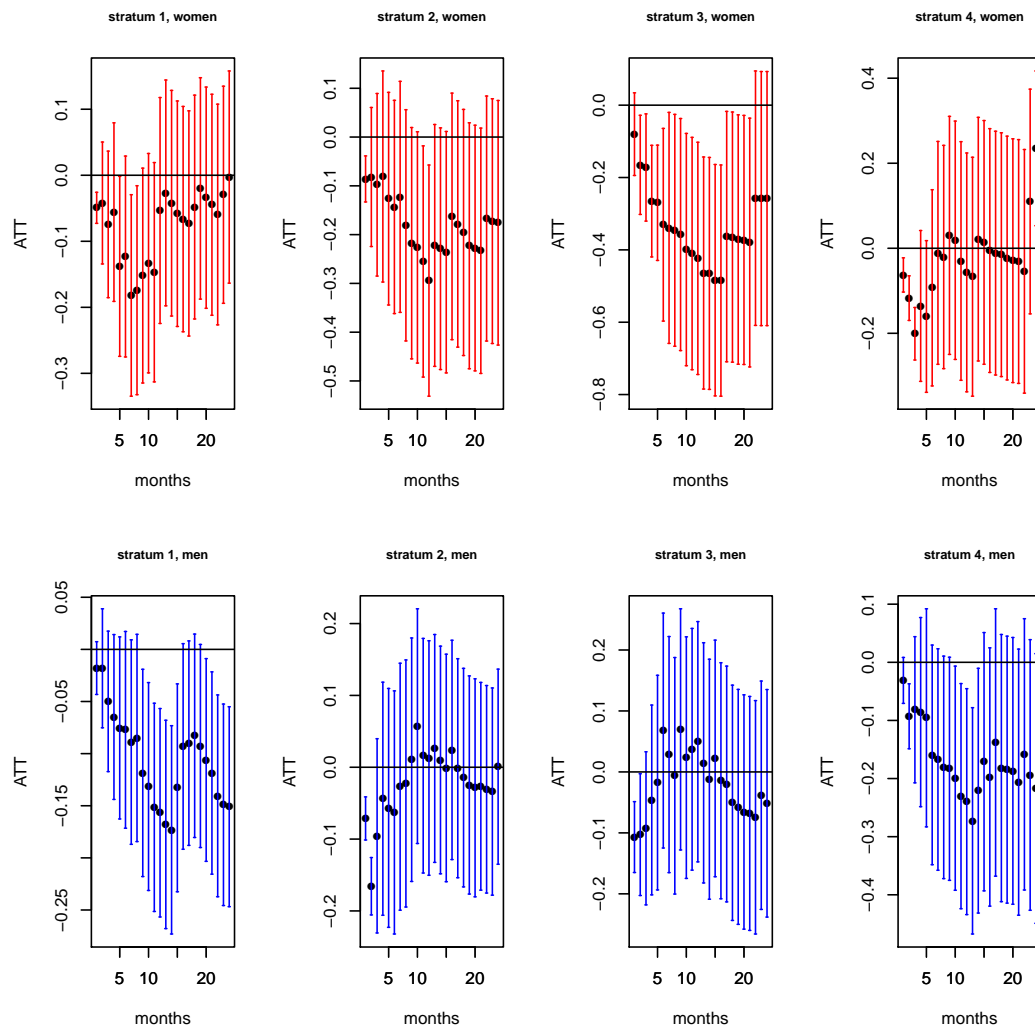 stratum 1, women
stratum 2, women
stratum 3, women
stratum 4, women
ATT
0.1
0.0
−0.1
−0.2
−0.3
5
10
20
months
ATT
0.1
0.0
−0.1
−0.2
−0.3
−0.5
5
10
20
months
ATT
0.0
−0.2
−0.4
−0.6
−0.8
5
10
20
months
ATT
0.4
0.2
0.0
−0.2
5
10
20
months
stratum 1, men
stratum 2, men
stratum 3, men
stratum 4, men
ATT
0.05
−0.05
−0.15
−0.25
5
10
20
months
ATT
0.2
0.1
0.0
−0.1
−0.2
5
10
20
months
ATT
0.2
0.1
0.0
−0.1
−0.2
5
10
20
months
ATT
0.1
0.0
−0.1
−0.2
−0.3
−0.4
5
10
20
months